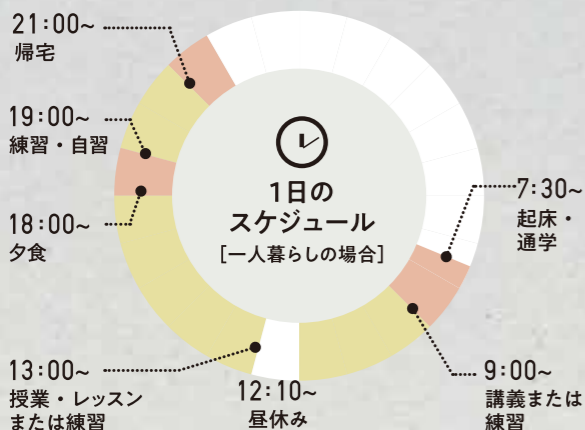 21:00~
帰宅
19:00~
練習・自習
18:00~
夕食
13:00~
授業・レッスン
または練習
12:10~
昼休み
1日の
スケジュール
[一人暮らしの場合]
7:30~
起床・
通学
9:00~
講義または
練習